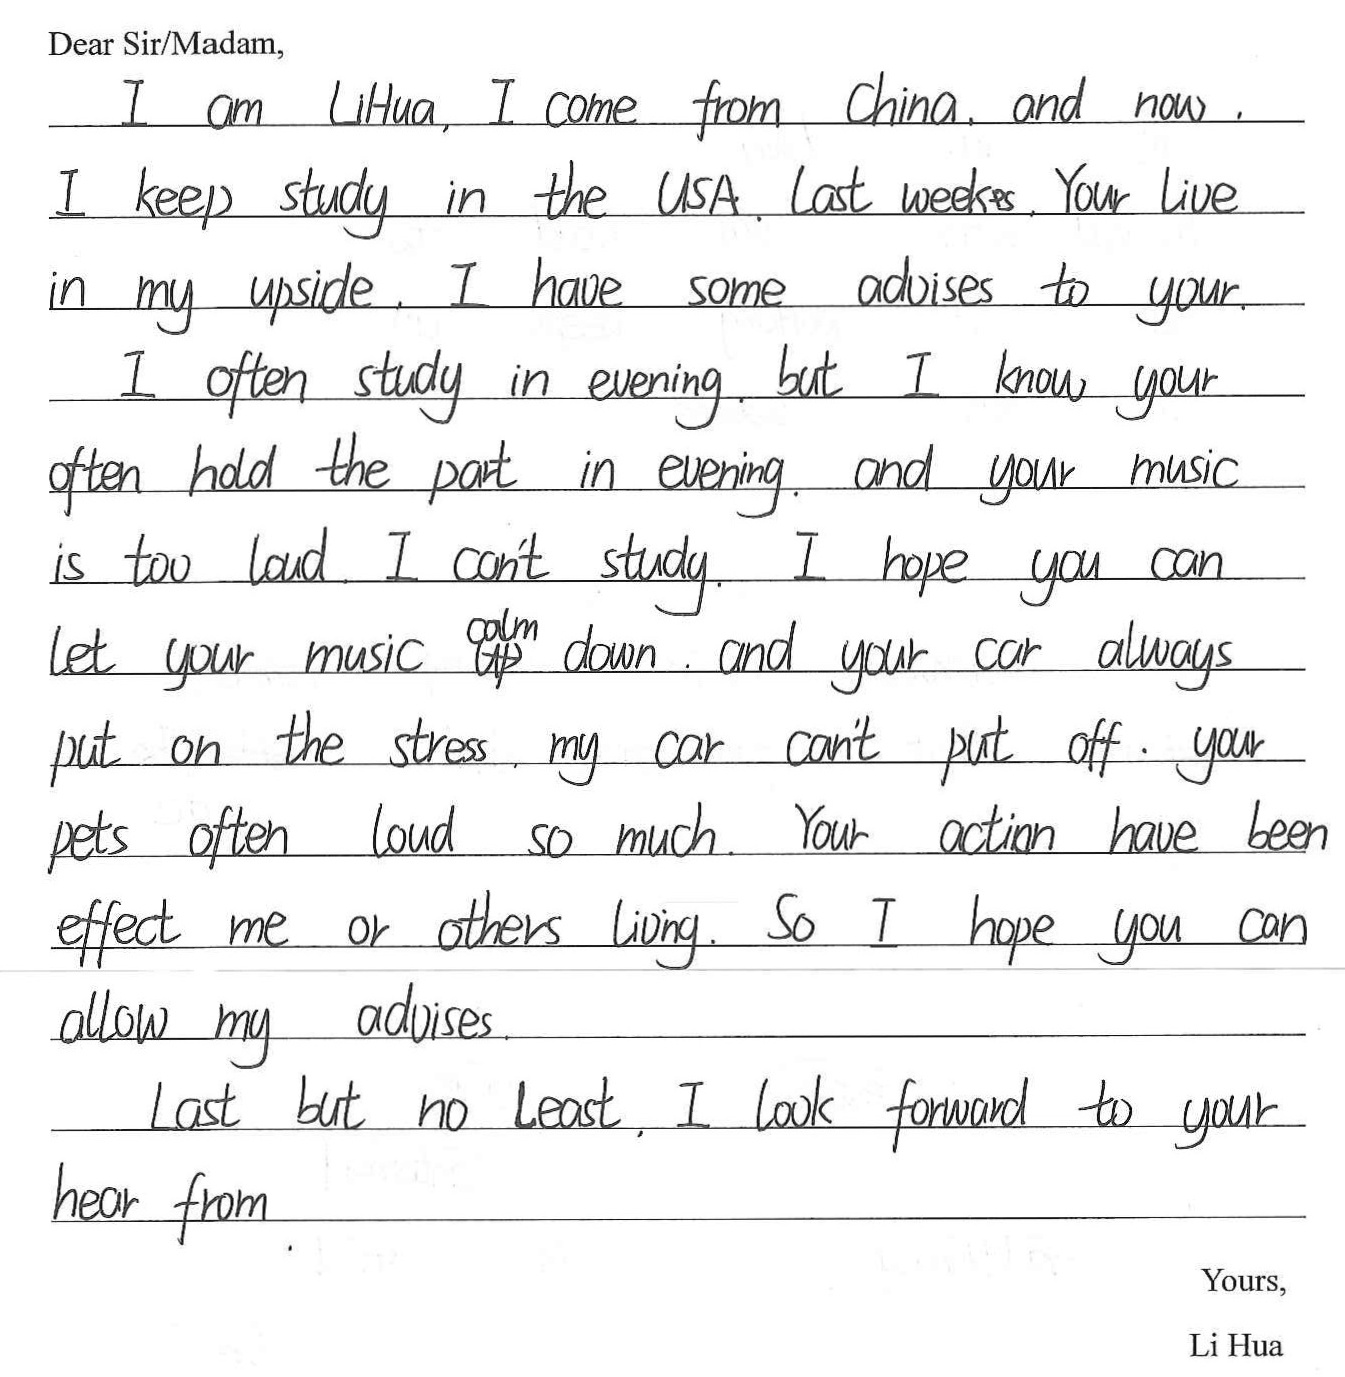 Dear Sir/Madam,
I am LiHua, I come from China. and now.
I keep study in the USA. Last weekes, Your Live
in my upside. I have some advises to your.
I often study in evening. but I know your
often hold the part in evening. and your music
is too loud. I can't study. I hope you can
let your music calm down. and your car always
put on the stress, my car can't put off. your
pets often loud so much. Your action have been
effect me or others living. So I hope you can
allow my advises.
Last but no least, I look forward to your
hear from.
Yours,
Li Hua